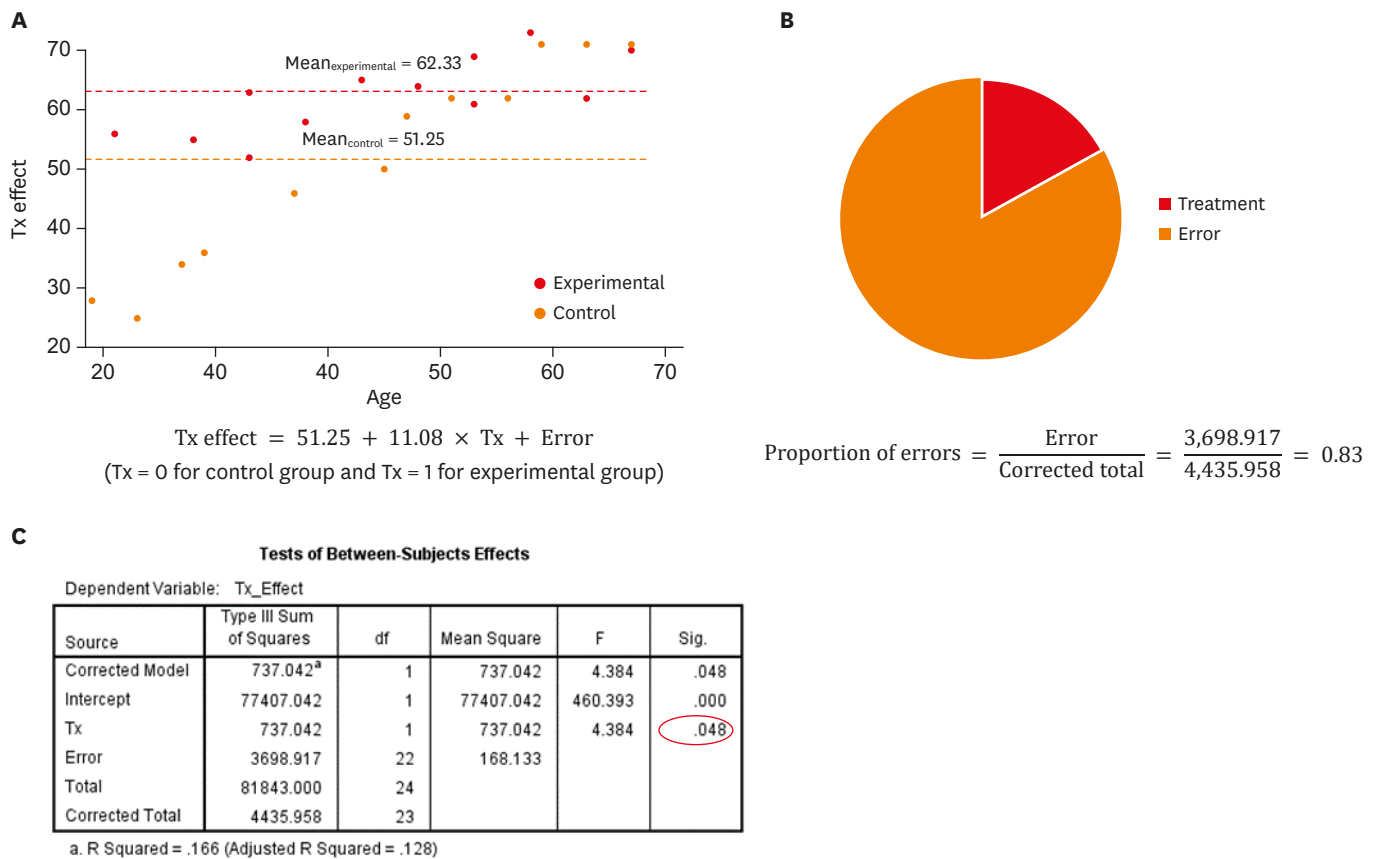 A
70
60
50
40
30
20
Tx effect
Mean experimental = 62.33
Mean control = 51.25
Experimental
Control
20 40 40 50 60 70
Age
Tx effect = 51.25 + 11.08 × Tx + Error
(Tx = 0 for control group and Tx = 1 for experimental group)
B
Treatment
Error
Proportion of errors = Error / Corrected total = 3,698.917 / 4,435.958 = 0.83
C
Tests of Between-Subjects Effects
Dependent Variable: Tx_Effect
Source Type III Sum of Squares df Mean Square F Sig.
Corrected Model 737.042a 1 737.042 4.384 .048
Intercept 77407.042 1 77407.042 460.393 .000
Tx 737.042 1 737.042 4.384 .048
Error 3698.917 22 168.133
Total 81843.000 24
Corrected Total 4435.958 23
a. R Squared = .166 (Adjusted R Squared = .128)